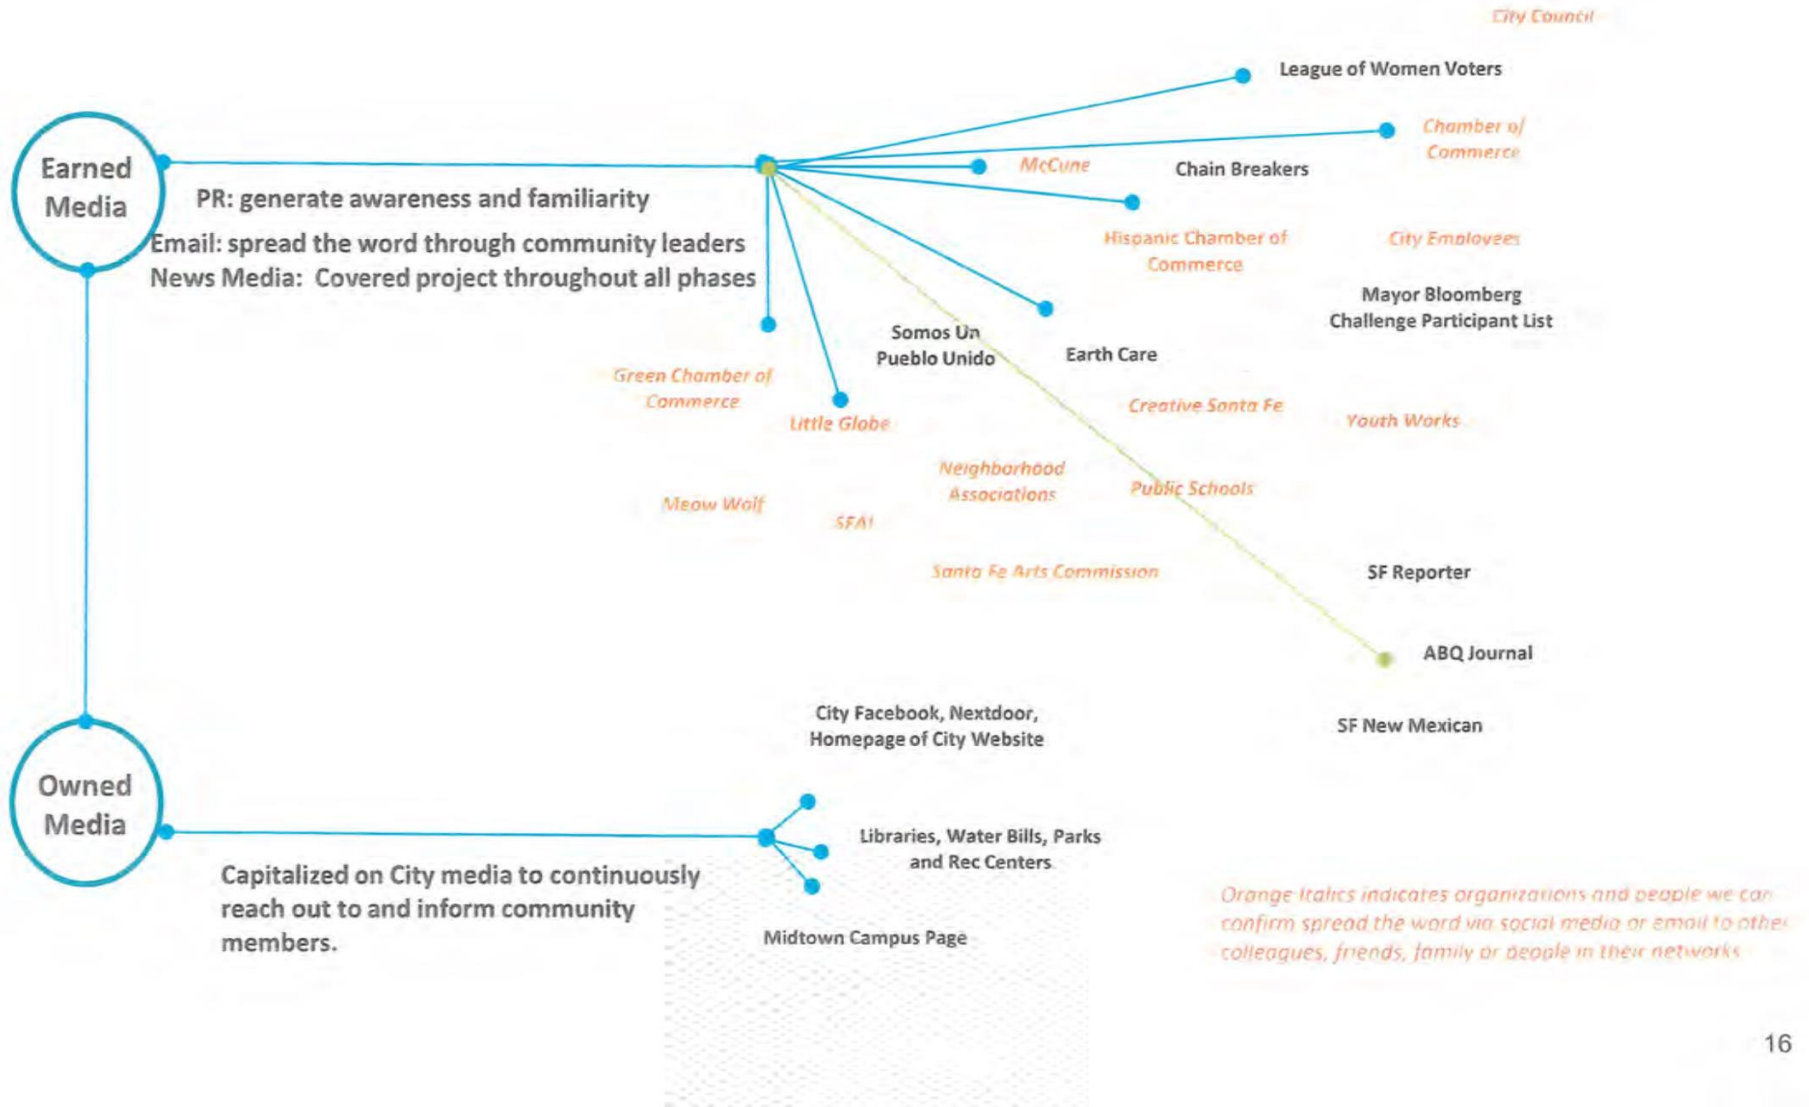 City Council
League of Women Voters
Chamber of
Commerce
Earned
Media
McCune
Chain Breakers
PR: generate awareness and familiarity
Email: spread the word through community leaders
News Media: Covered project throughout all phases
Hispanic Chamber of
Commerce
City Employees
Mayor Bloomberg
Challenge Participant List
Somos Un
Pueblo Unido
Earth Care
Green Chamber of
Commerce
Little Globe
Creative Santa Fe
Youth Works
Neighborhood
Associations
Public Schools
Meow Wolf
SFAI
Santa Fe Arts Commission
SF Reporter
ABQ Journal
SF New Mexican
City Facebook, Nextdoor,
Homepage of City Website
Owned
Media
Libraries, Water Bills, Parks
and Rec Centers
Capitalized on City media to continuously
reach out to and inform community
members.
Midtown Campus Page
Orange Italics indicates organizations and people we can
confirm spread the word via social media or email to other
colleagues, friends, family or people in their networks
16